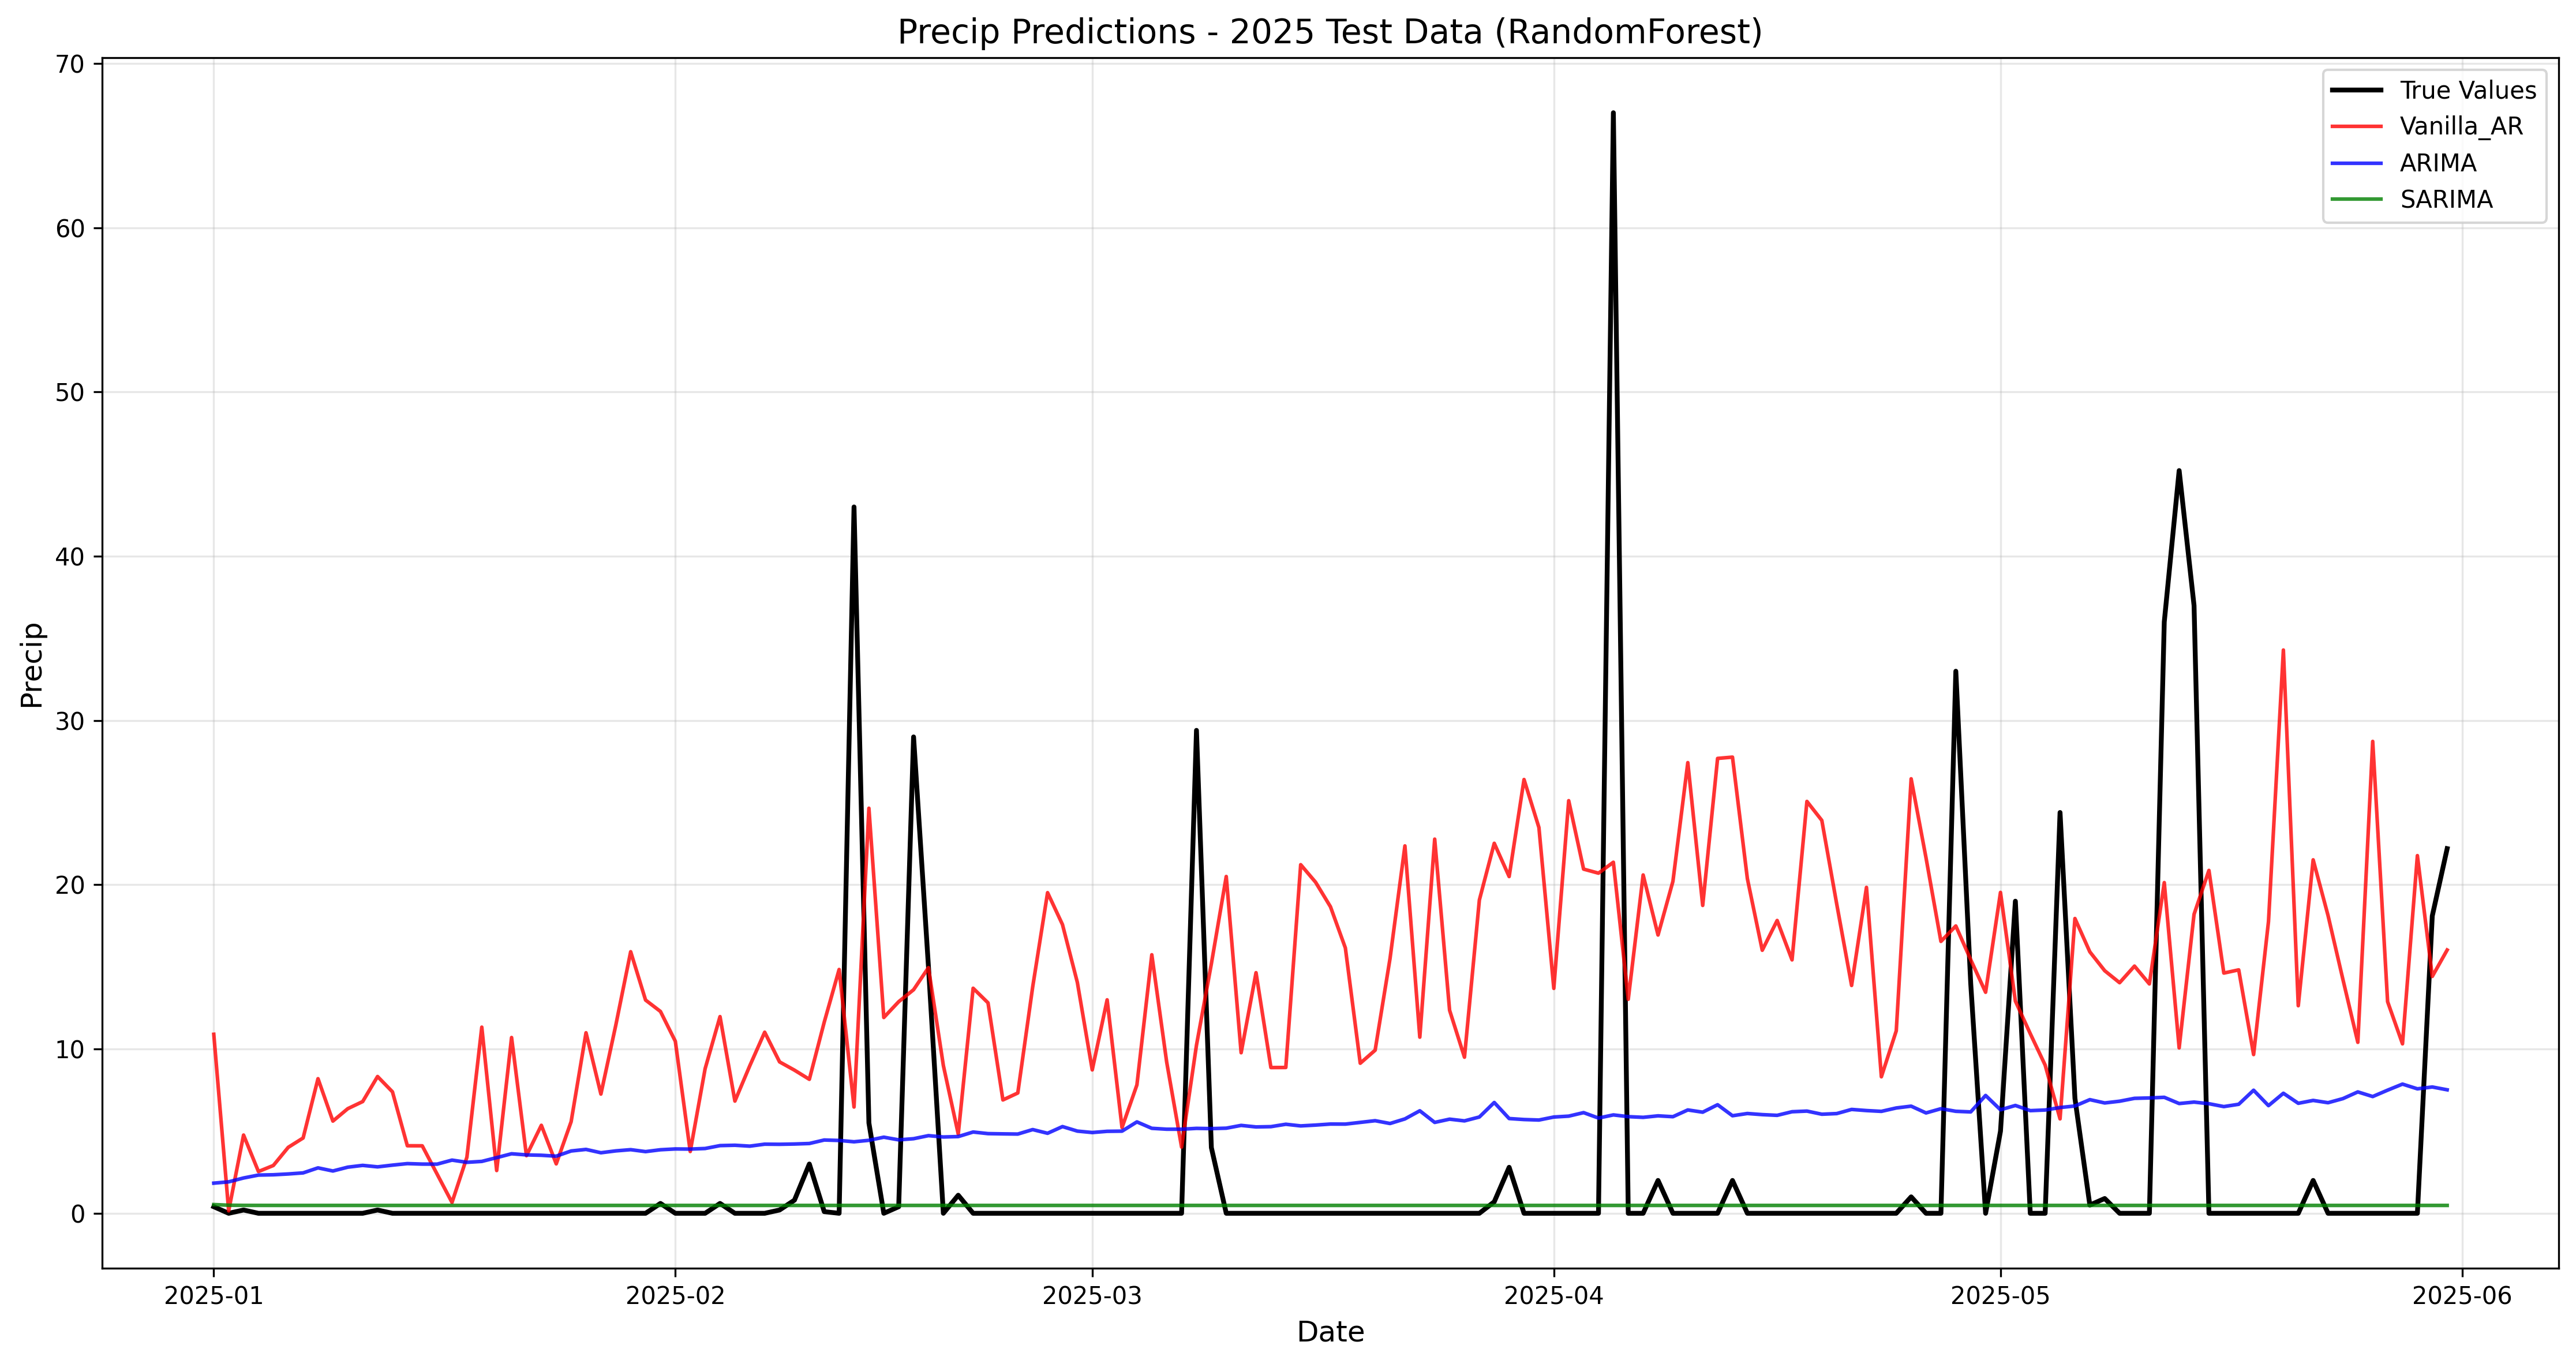 Precip Predictions - 2025 Test Data (RandomForest)
True Values
Vanilla_AR
ARIMA
SARIMA
70
60
50
40
30
20
10
0
Precip
2025-01 2025-02 2025-03 2025-04 2025-05 2025-06
Date